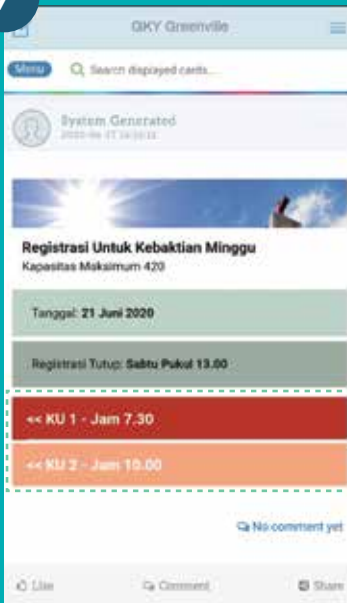 GKY Greenville
Menu
Search displayed cards...
System Generated
Registrasi Untuk Kebaktian Minggu
Kapasitas Maksimum 420
Tanggal: 21 Juni 2020
Registrasi Tutup: Sabtu Pukul 13.00
<< KU 1 - Jam 7.30
<< KU 2 - Jam 10.00
No comment yet
Like
Comment
Share